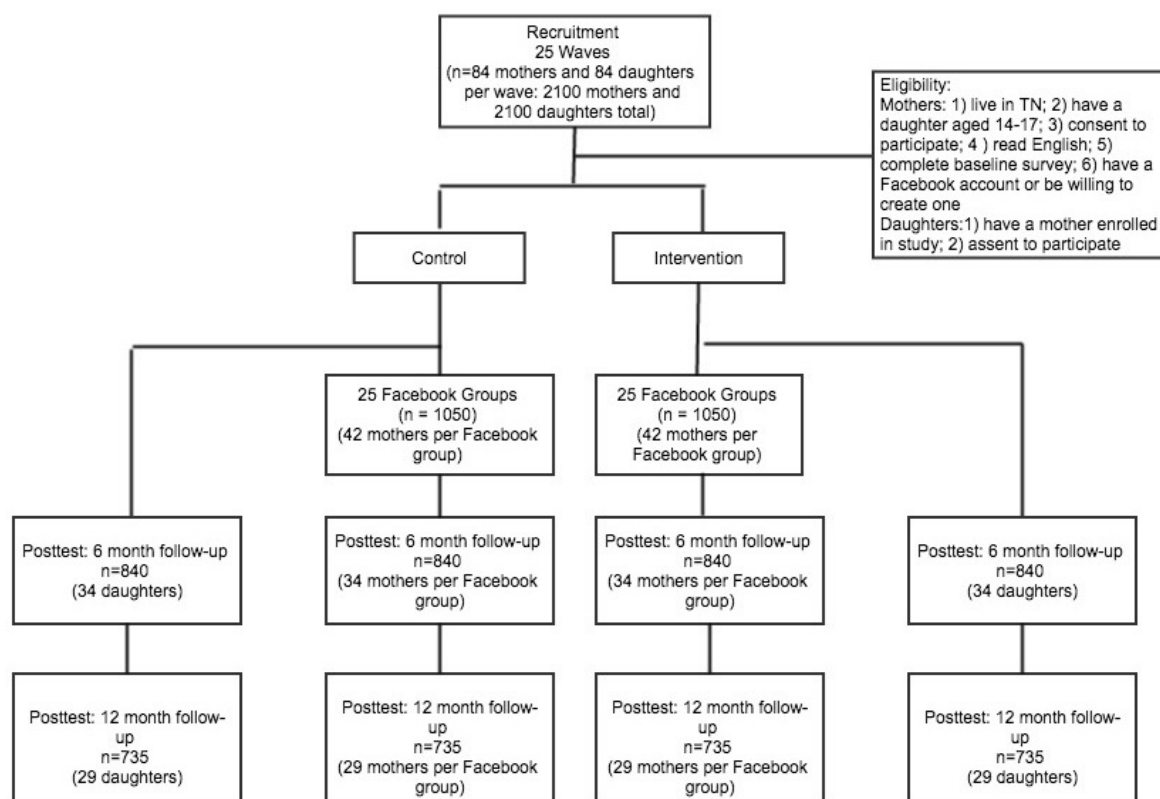 Recruitment
25 Waves
(n=84 mothers and 84 daughters
per wave: 2100 mothers and
2100 daughters total)
Eligibility:
Mothers: 1) live in TN; 2) have a
daughter aged 14-17; 3) consent to
participate; 4 ) read English; 5)
complete baseline survey; 6) have a
Facebook account or be willing to
create one
Daughters:1) have a mother enrolled
in study; 2) assent to participate
Control
Intervention
25 Facebook Groups
(n = 1050)
(42 mothers per Facebook
group)
25 Facebook Groups
(n = 1050)
(42 mothers per
Facebook group)
Posttest: 6 month follow-up
n=840
(34 daughters)
Posttest: 6 month follow-up
n=840
(34 mothers per Facebook
group)
Posttest: 6 month follow-up
n=840
(34 mothers per Facebook
group)
Posttest: 6 month follow-up
n=840
(34 daughters)
Posttest: 12 month follow-
up
n=735
(29 daughters)
Posttest: 12 month follow-
up
n=735
(29 mothers per Facebook
group)
Posttest: 12 month follow-
up
n=735
(29 mothers per Facebook
group)
Posttest: 12 month follow-
up
n=735
(29 daughters)